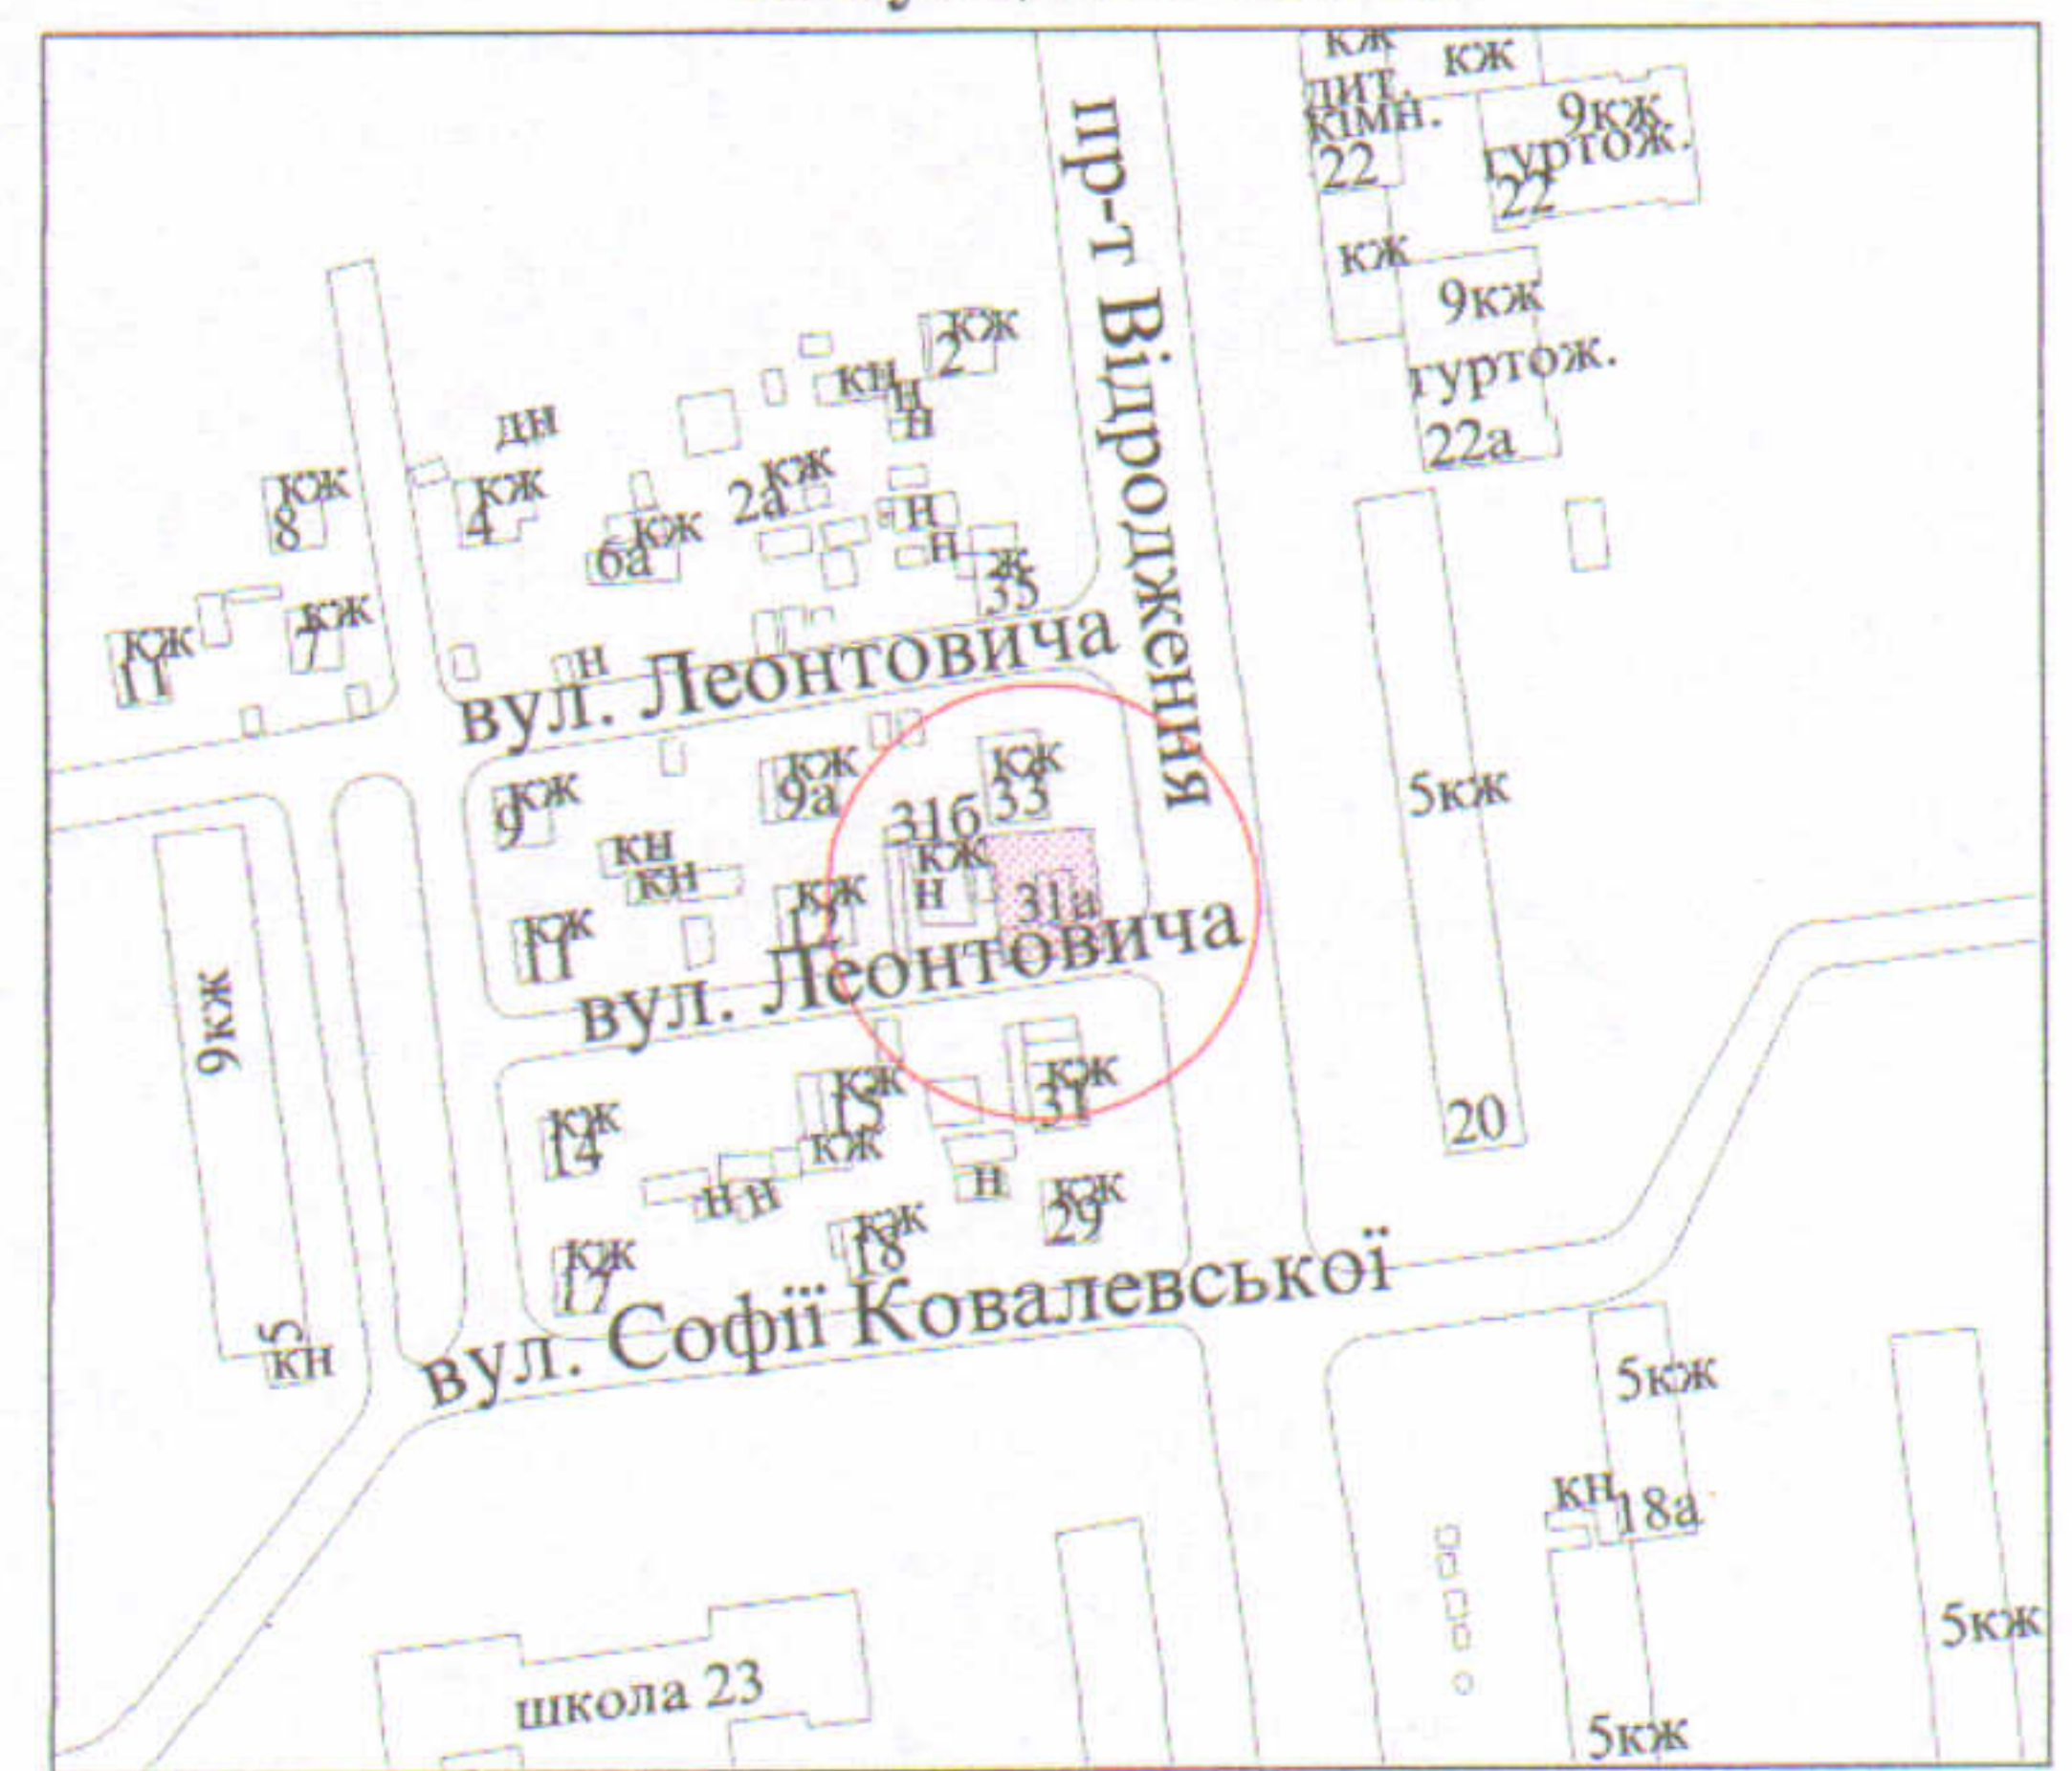 кж
кж
дит.
кімн.
22
9кж
гуртож.
22
кж
9кж
гуртож.
22а
пр-т Відродження
кж
2
кн
н
н
дн
кж
8
кж
4
кж
2а
кж
6а
н
н
ж
35
кж
11
кж
7
н
вул. Леонтовича
кж
9
кж
9а
кж
33
31б
кж
н
31а
кн
кн
кж
11
кж
12
вул. Леонтовича
5кж
20
9кж
5
кн
кж
14
кж
15
кж
кж
31
н
н
н
кж
29
кж
18
кж
17
вул. Софії Ковалевської
5кж
кн
18а
5кж
5кж
школа 23